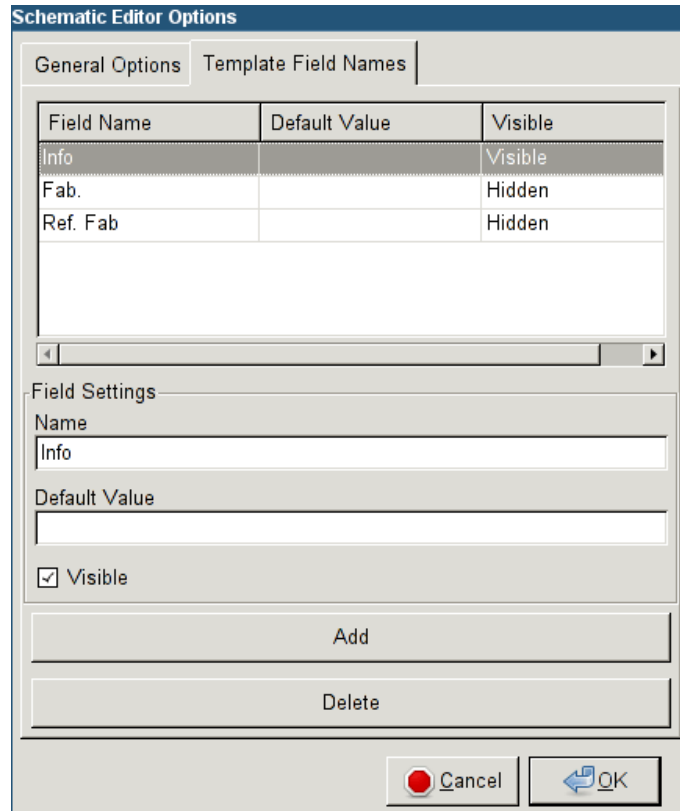 Schematic Editor Options
General Options Template Field Names
Field Name Default Value Visible
Info Visible
Fab. Hidden
Ref. Fab Hidden
Field Settings
Name
Info
Default Value
Visible
Add
Delete
Cancel OK